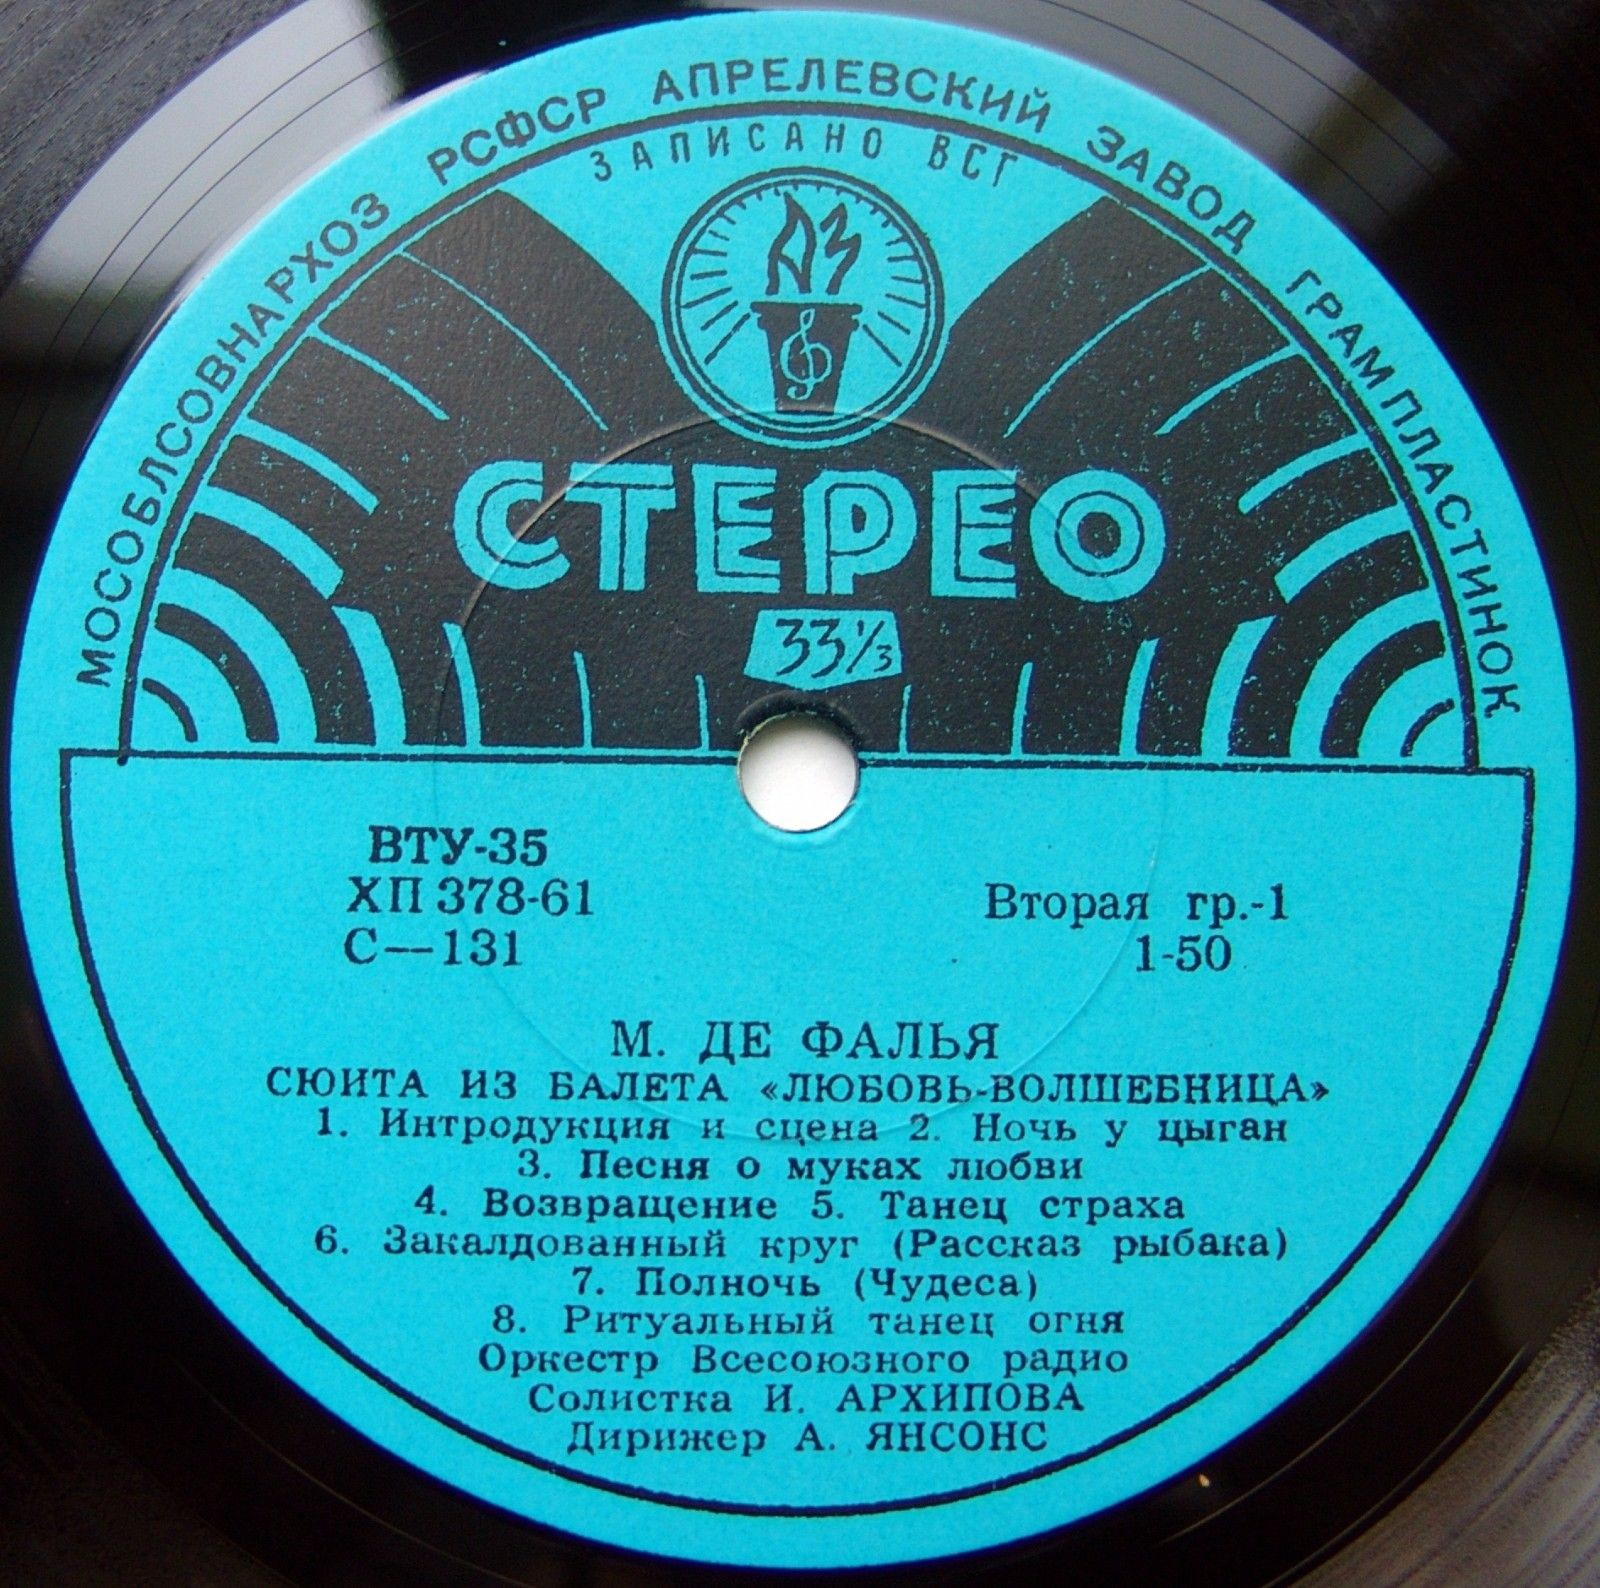 МОСОБЛСОВНАРХОЗ РСФСР АПРЕЛЕВСКИЙ ЗАВОД ГРАМПЛАСТИНОК
ЗАПИСАНО ВСГ
АЗ
СТЕРЕО
33⅓
ВТУ-35
ХП 378-61
С—131
Вторая гр.-1
1-50
М. ДЕ ФАЛЬЯ
СЮИТА ИЗ БАЛЕТА «ЛЮБОВЬ-ВОЛШЕБНИЦА»
1. Интродукция и сцена 2. Ночь у цыган
3. Песня о муках любви
4. Возвращение 5. Танец страха
6. Закалдованный круг (Рассказ рыбака)
7. Полночь (Чудеса)
8. Ритуальный танец огня
Оркестр Всесоюзного радио
Солистка И. АРХИПОВА
Дирижер А. ЯНСОНС